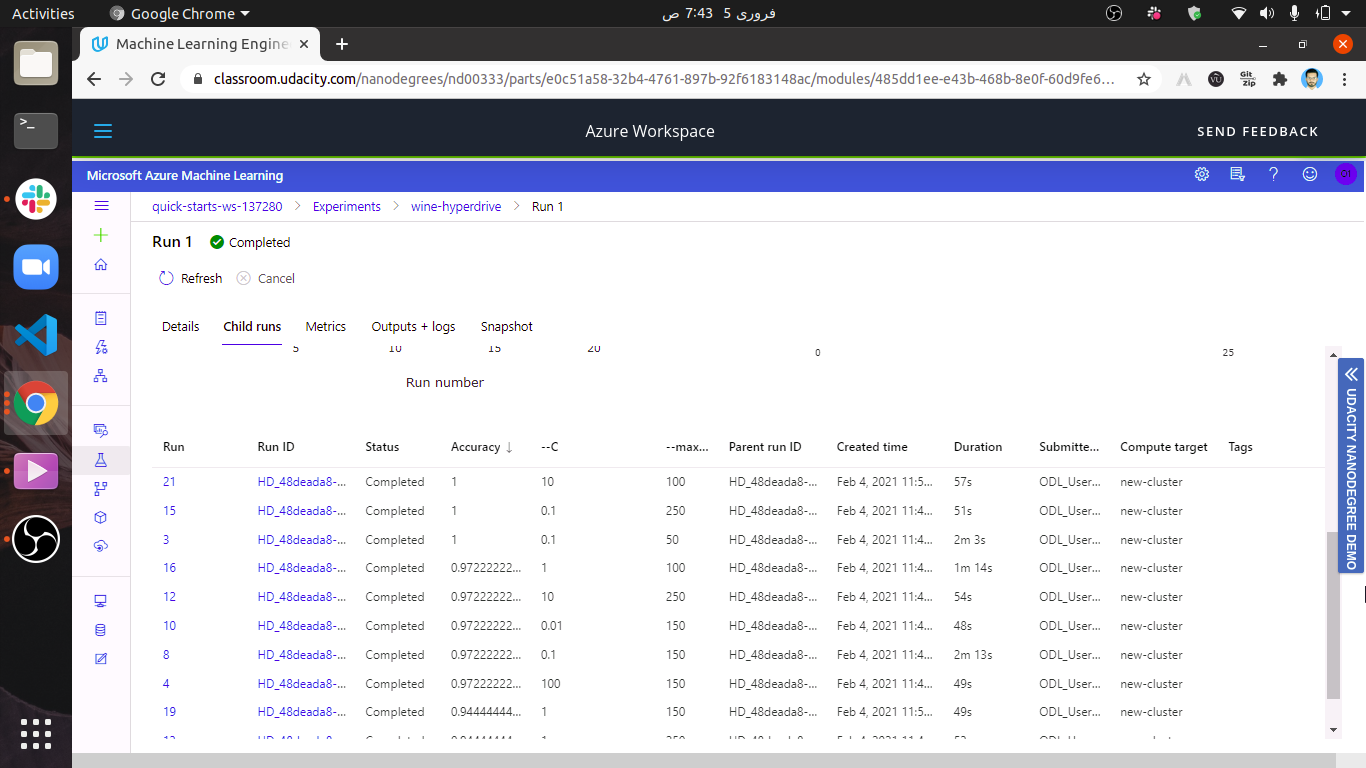 Activities Google Chrome فروری 5 7:43 ص
Machine Learning Engine
classroom.udacity.com/nanodegrees/nd00333/parts/e0c51a58-32b4-4761-897b-92f6183148ac/modules/485dd1ee-e43b-468b-8e0f-60d9fe6…
Azure Workspace SEND FEEDBACK
Microsoft Azure Machine Learning
quick-starts-ws-137280 > Experiments > wine-hyperdrive > Run 1
Run 1 Completed
Refresh Cancel
Details Child runs Metrics Outputs + logs Snapshot
5 10 15 20 0 25
Run number
Run Run ID Status Accuracy ↓ --C --max... Parent run ID Created time Duration Submitte... Compute target Tags
21 HD_48deada8-... Completed 1 10 100 HD_48deada8-... Feb 4, 2021 11:5... 57s ODL_User... new-cluster
15 HD_48deada8-... Completed 1 0.1 250 HD_48deada8-... Feb 4, 2021 11:4... 51s ODL_User... new-cluster
3 HD_48deada8-... Completed 1 0.1 50 HD_48deada8-... Feb 4, 2021 11:4... 2m 3s ODL_User... new-cluster
16 HD_48deada8-... Completed 0.97222222... 1 100 HD_48deada8-... Feb 4, 2021 11:4... 1m 14s ODL_User... new-cluster
12 HD_48deada8-... Completed 0.97222222... 10 250 HD_48deada8-... Feb 4, 2021 11:4... 54s ODL_User... new-cluster
10 HD_48deada8-... Completed 0.97222222... 0.01 150 HD_48deada8-... Feb 4, 2021 11:4... 48s ODL_User... new-cluster
8 HD_48deada8-... Completed 0.97222222... 0.1 150 HD_48deada8-... Feb 4, 2021 11:4... 2m 13s ODL_User... new-cluster
4 HD_48deada8-... Completed 0.97222222... 100 150 HD_48deada8-... Feb 4, 2021 11:4... 49s ODL_User... new-cluster
19 HD_48deada8-... Completed 0.94444444... 1 150 HD_48deada8-... Feb 4, 2021 11:5... 49s ODL_User... new-cluster
UDACITY NANODEGREE DEMO